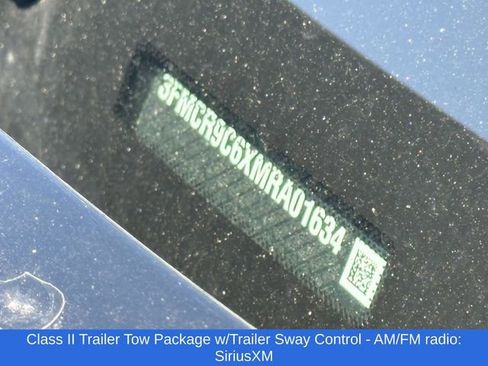 3FMCR9C6XMRA01634
Class II Trailer Tow Package w/Trailer Sway Control - AM/FM radio:
SiriusXM